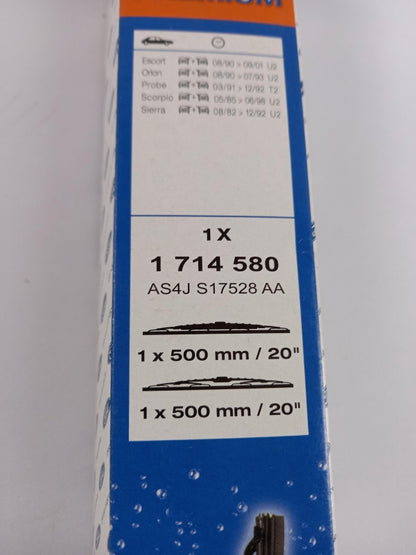 PREMIUM
Escort + 08/90 > 09/01 U2
Orion + 08/90 > 07/93 U2
Probe + 03/91 > 12/92 T2
Scorpio + 05/85 > 06/98 U2
Sierra + 08/82 > 12/92 U2
1 X
1 714 580
AS4J S17528 AA
1 x 500 mm / 20"
1 x 500 mm / 20"